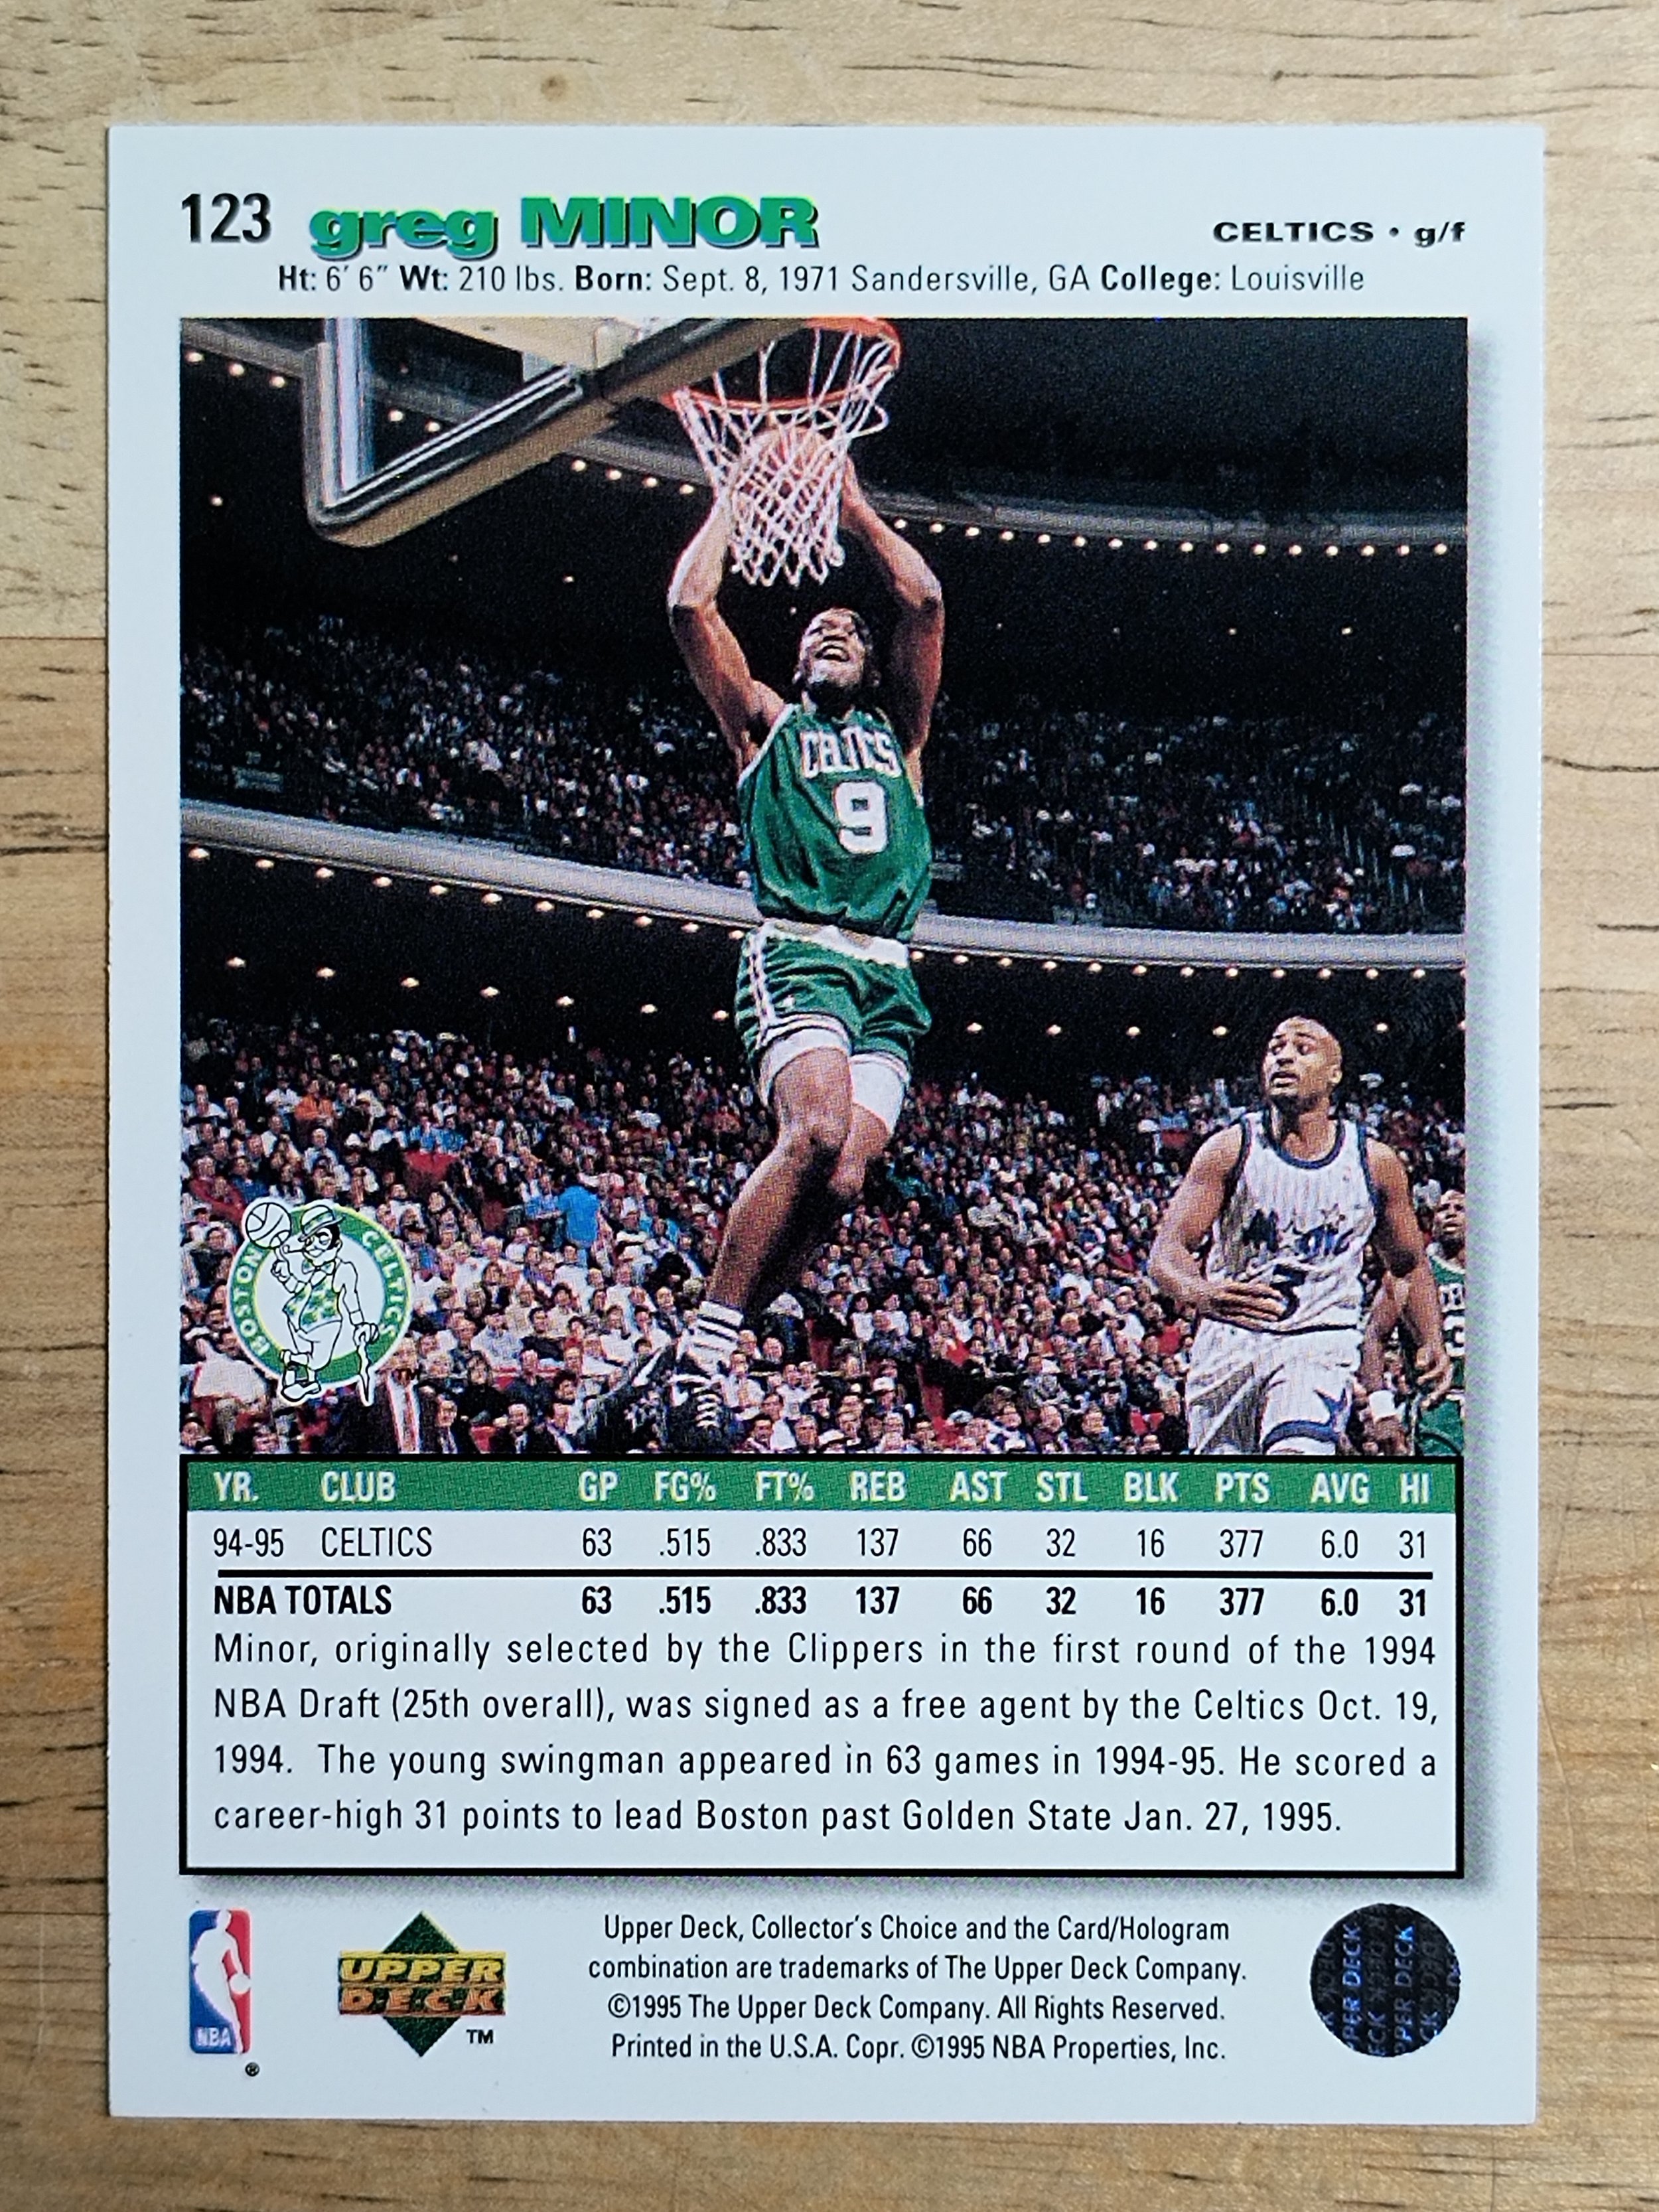 123 greg MINOR CELTICS • g/f
Ht: 6' 6" Wt: 210 lbs. Born: Sept. 8, 1971 Sandersville, GA College: Louisville
CELTICS
9
Magic
3
BOSTON CELTICS
YR. CLUB GP FG% FT% REB AST STL BLK PTS AVG HI
94-95 CELTICS 63 .515 .833 137 66 32 16 377 6.0 31
NBA TOTALS 63 .515 .833 137 66 32 16 377 6.0 31
Minor, originally selected by the Clippers in the first round of the 1994
NBA Draft (25th overall), was signed as a free agent by the Celtics Oct. 19,
1994. The young swingman appeared in 63 games in 1994-95. He scored a
career-high 31 points to lead Boston past Golden State Jan. 27, 1995.
NBA
®
UPPER
DECK
™
Upper Deck, Collector's Choice and the Card/Hologram
combination are trademarks of The Upper Deck Company.
©1995 The Upper Deck Company. All Rights Reserved.
Printed in the U.S.A. Copr. ©1995 NBA Properties, Inc.
UPPER DECK
UPPER DECK